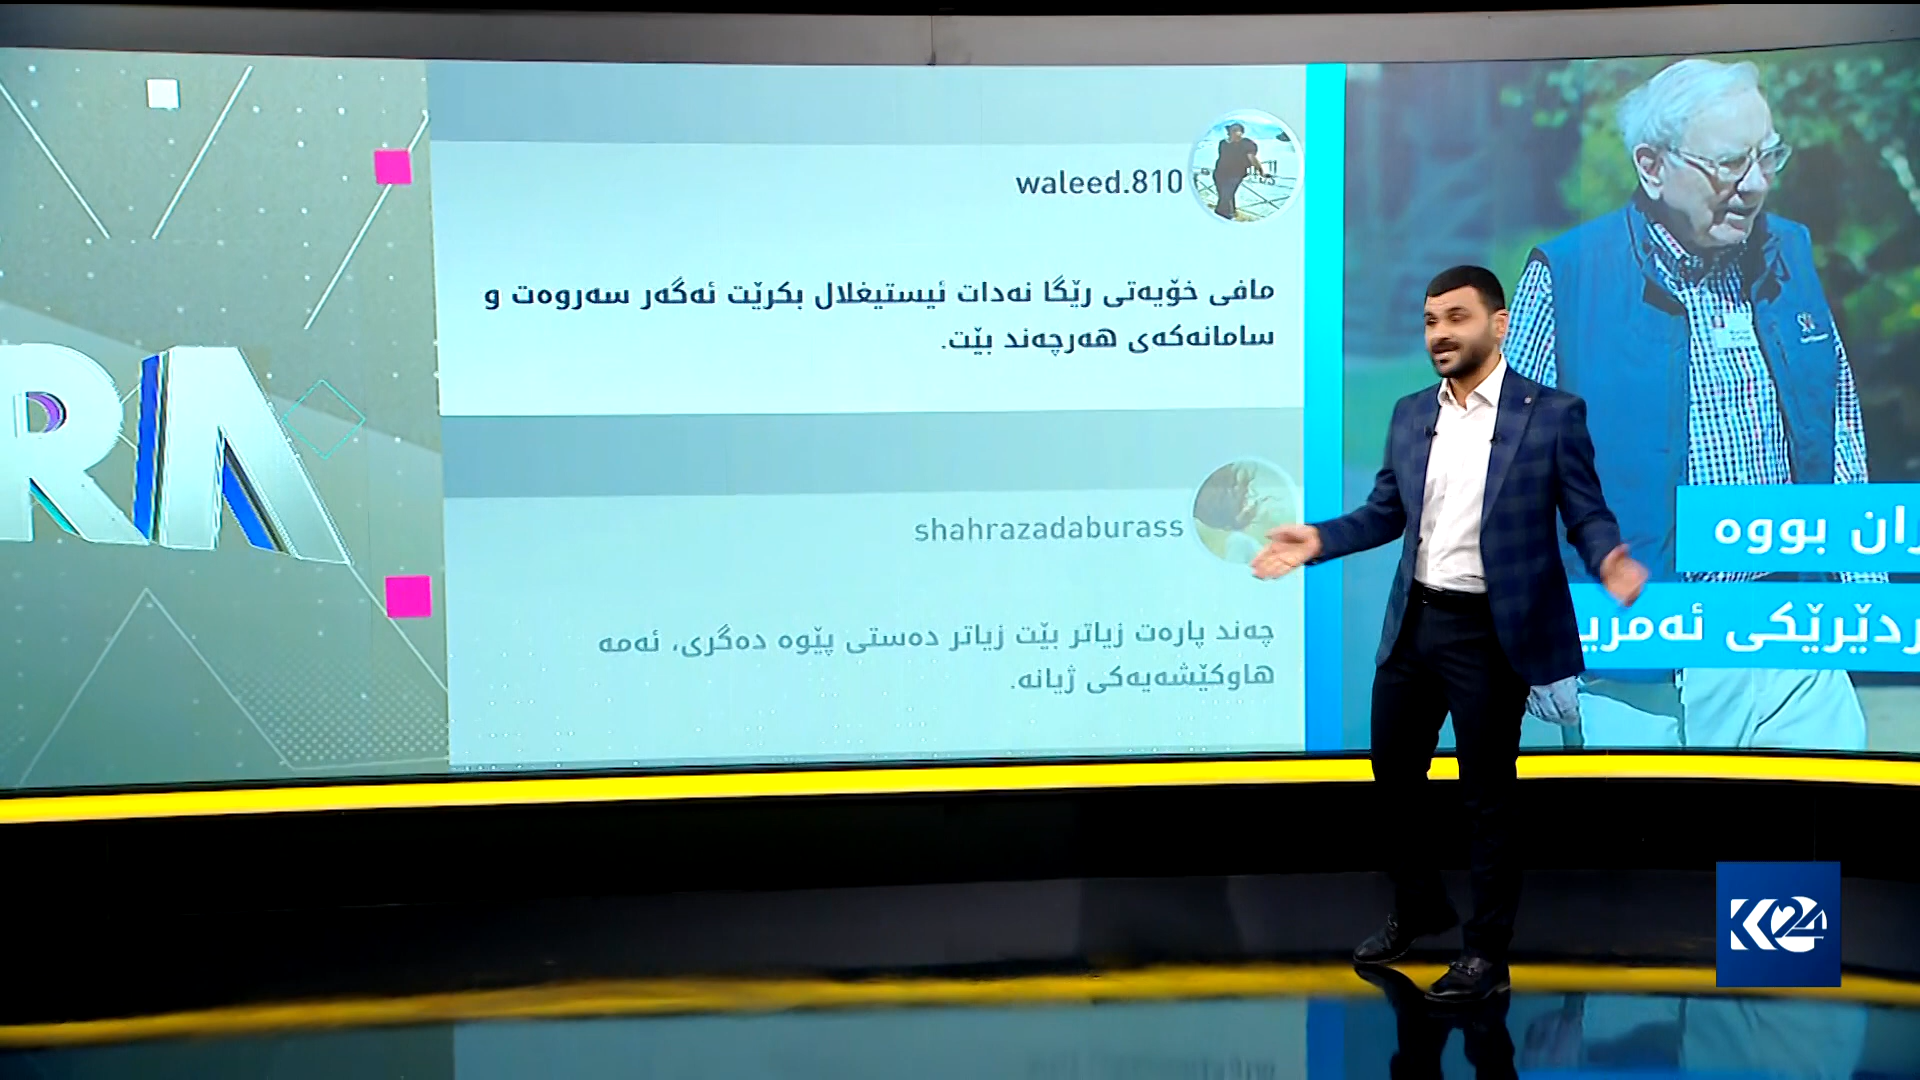 waleed.810
مافی خۆیەتی رێگا نەدات ئیستیغلال بکرێت ئەگەر سەروەت و
سامانەکەی هەرچەند بێت.
shahrazadaburass
چەند پارەت زیاتر بێت زیاتر دەستی پێوە دەگری، ئەمە
هاوکێشەیەکی ژیانە.
ران بووە
ردێرێکی ئەمری
RA
K24